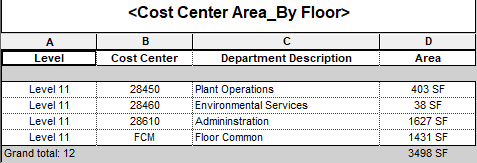 <Cost Center Area_By Floor>
A B C D
Level Cost Center Department Description Area
Level 11 28450 Plant Operations 403 SF
Level 11 28460 Environmental Services 38 SF
Level 11 28610 Admininstration 1627 SF
Level 11 FCM Floor Common 1431 SF
Grand total: 12 3498 SF